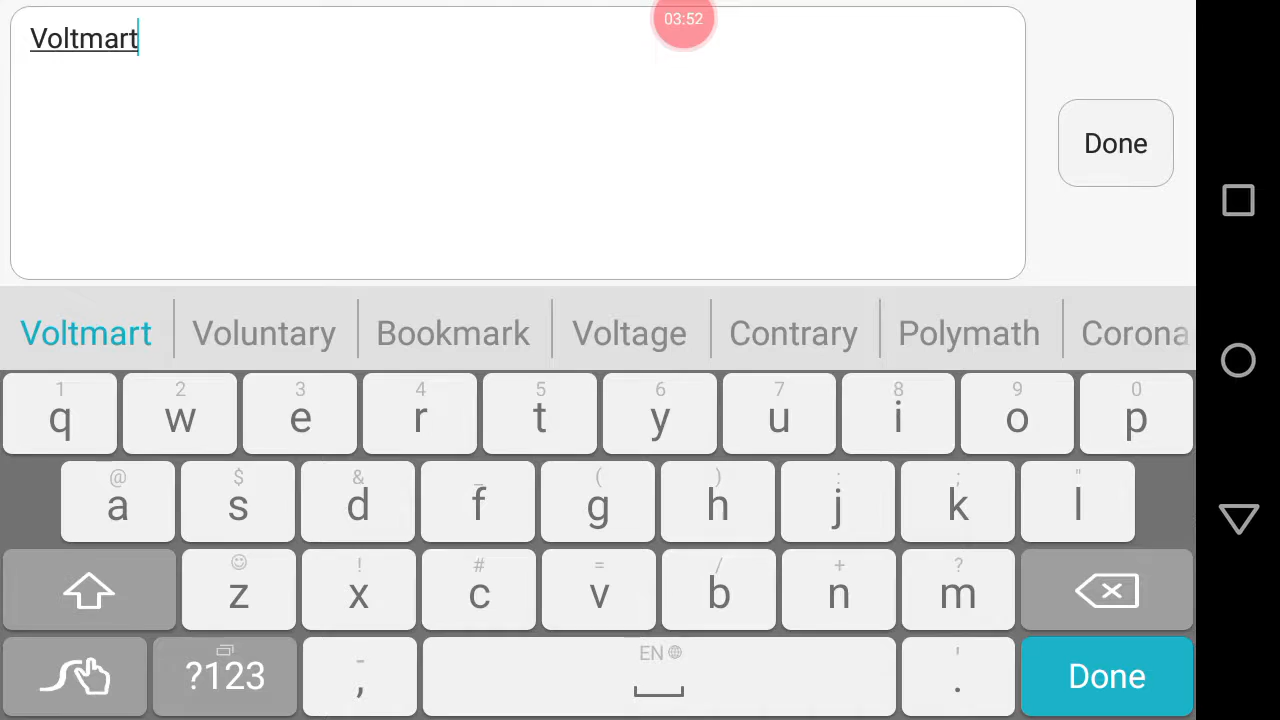 Voltmart
03:52
Done
Voltmart Voluntary Bookmark Voltage Contrary Polymath Corona
1 2 3 4 5 6 7 8 9 0
q w e r t y u i o p
@ $ & _ ( ) : ; "
a s d f g h j k l
! # = / + ?
z x c v b n m
EN
?123 - , ' . Done